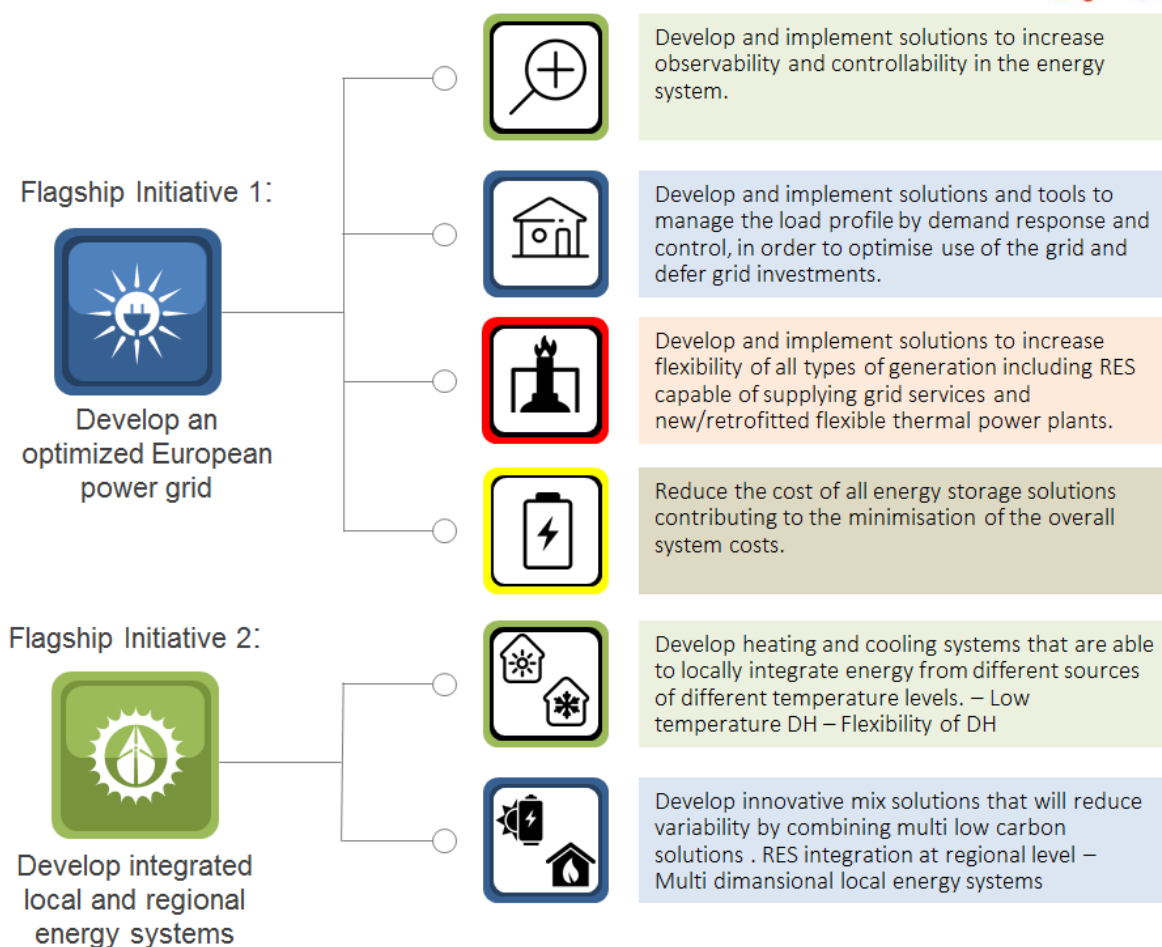 Flagship Initiative 1:
Develop an
optimized European
power grid
Develop and implement solutions to increase
observability and controllability in the energy
system.
Develop and implement solutions and tools to
manage the load profile by demand response and
control, in order to optimise use of the grid and
defer grid investments.
Develop and implement solutions to increase
flexibility of all types of generation including RES
capable of supplying grid services and
new/retrofitted flexible thermal power plants.
Reduce the cost of all energy storage solutions
contributing to the minimisation of the overall
system costs.
Flagship Initiative 2:
Develop integrated
local and regional
energy systems
Develop heating and cooling systems that are able
to locally integrate energy from different sources
of different temperature levels. – Low
temperature DH – Flexibility of DH
Develop innovative mix solutions that will reduce
variability by combining multi low carbon
solutions . RES integration at regional level –
Multi dimansional local energy systems